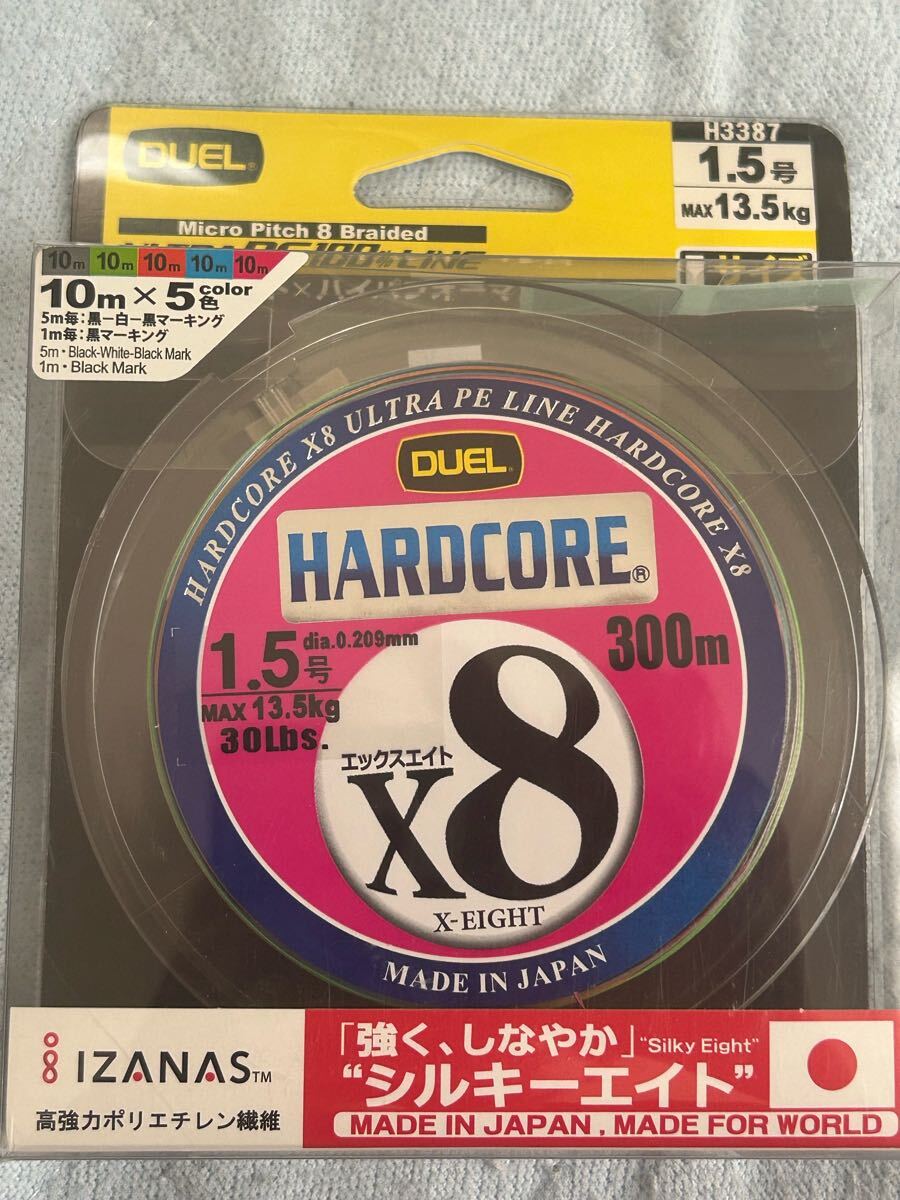 DUEL®
H3387
1.5号
MAX 13.5kg
Micro Pitch 8 Braided
サイズ
10m 10m 10m 10m 10m
10m×5color色
5m毎:黒-白-黒マーキング
1m毎:黒マーキング
5m・Black-White-Black Mark
1m・Black Mark
HARDCORE X8 ULTRA PE LINE HARDCORE X8
DUEL®
HARDCORE®
1.5号 dia.0.209mm
MAX 13.5kg
30Lbs.
300m
エックスエイト
X8
X-EIGHT
MADE IN JAPAN
IZANAS™
高強力ポリエチレン繊維
「強く、しなやか」"Silky Eight"
“シルキーエイト”
MADE IN JAPAN , MADE FOR WORLD